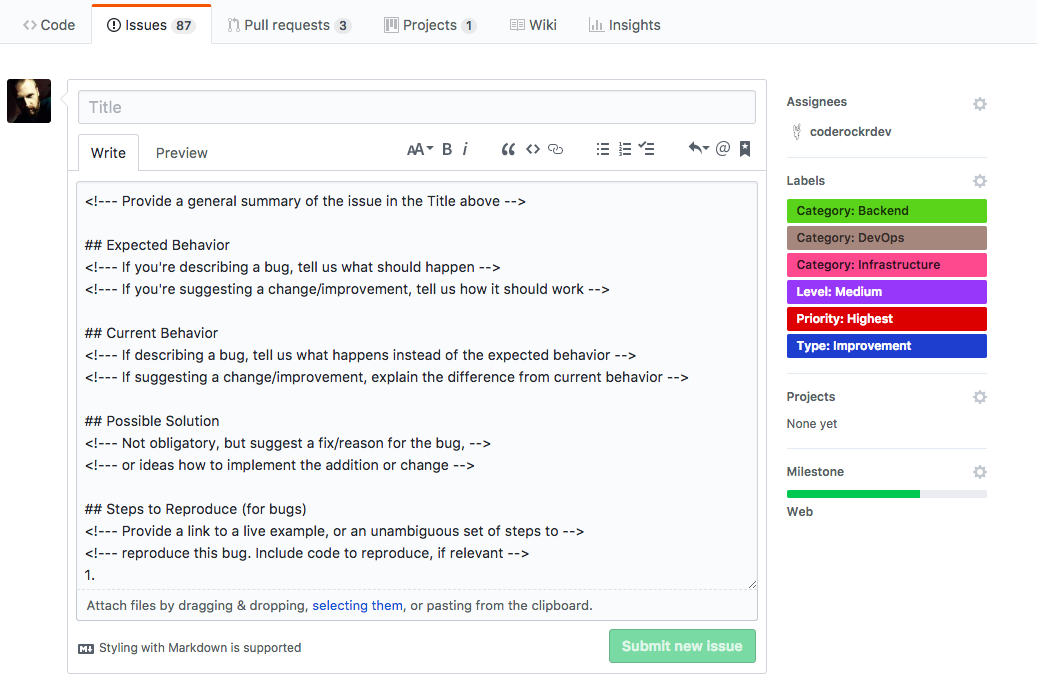 Code Issues 87 Pull requests 3 Projects 1 Wiki Insights
Title
Write Preview
<!--- Provide a general summary of the issue in the Title above -->
## Expected Behavior
<!--- If you're describing a bug, tell us what should happen -->
<!--- If you're suggesting a change/improvement, tell us how it should work -->
## Current Behavior
<!--- If describing a bug, tell us what happens instead of the expected behavior -->
<!--- If suggesting a change/improvement, explain the difference from current behavior -->
## Possible Solution
<!--- Not obligatory, but suggest a fix/reason for the bug, -->
<!--- or ideas how to implement the addition or change -->
## Steps to Reproduce (for bugs)
<!--- Provide a link to a live example, or an unambiguous set of steps to -->
<!--- reproduce this bug. Include code to reproduce, if relevant -->
1.
Attach files by dragging & dropping, selecting them, or pasting from the clipboard.
Styling with Markdown is supported
Submit new issue
Assignees
coderockrdev
Labels
Category: Backend
Category: DevOps
Category: Infrastructure
Level: Medium
Priority: Highest
Type: Improvement
Projects
None yet
Milestone
Web